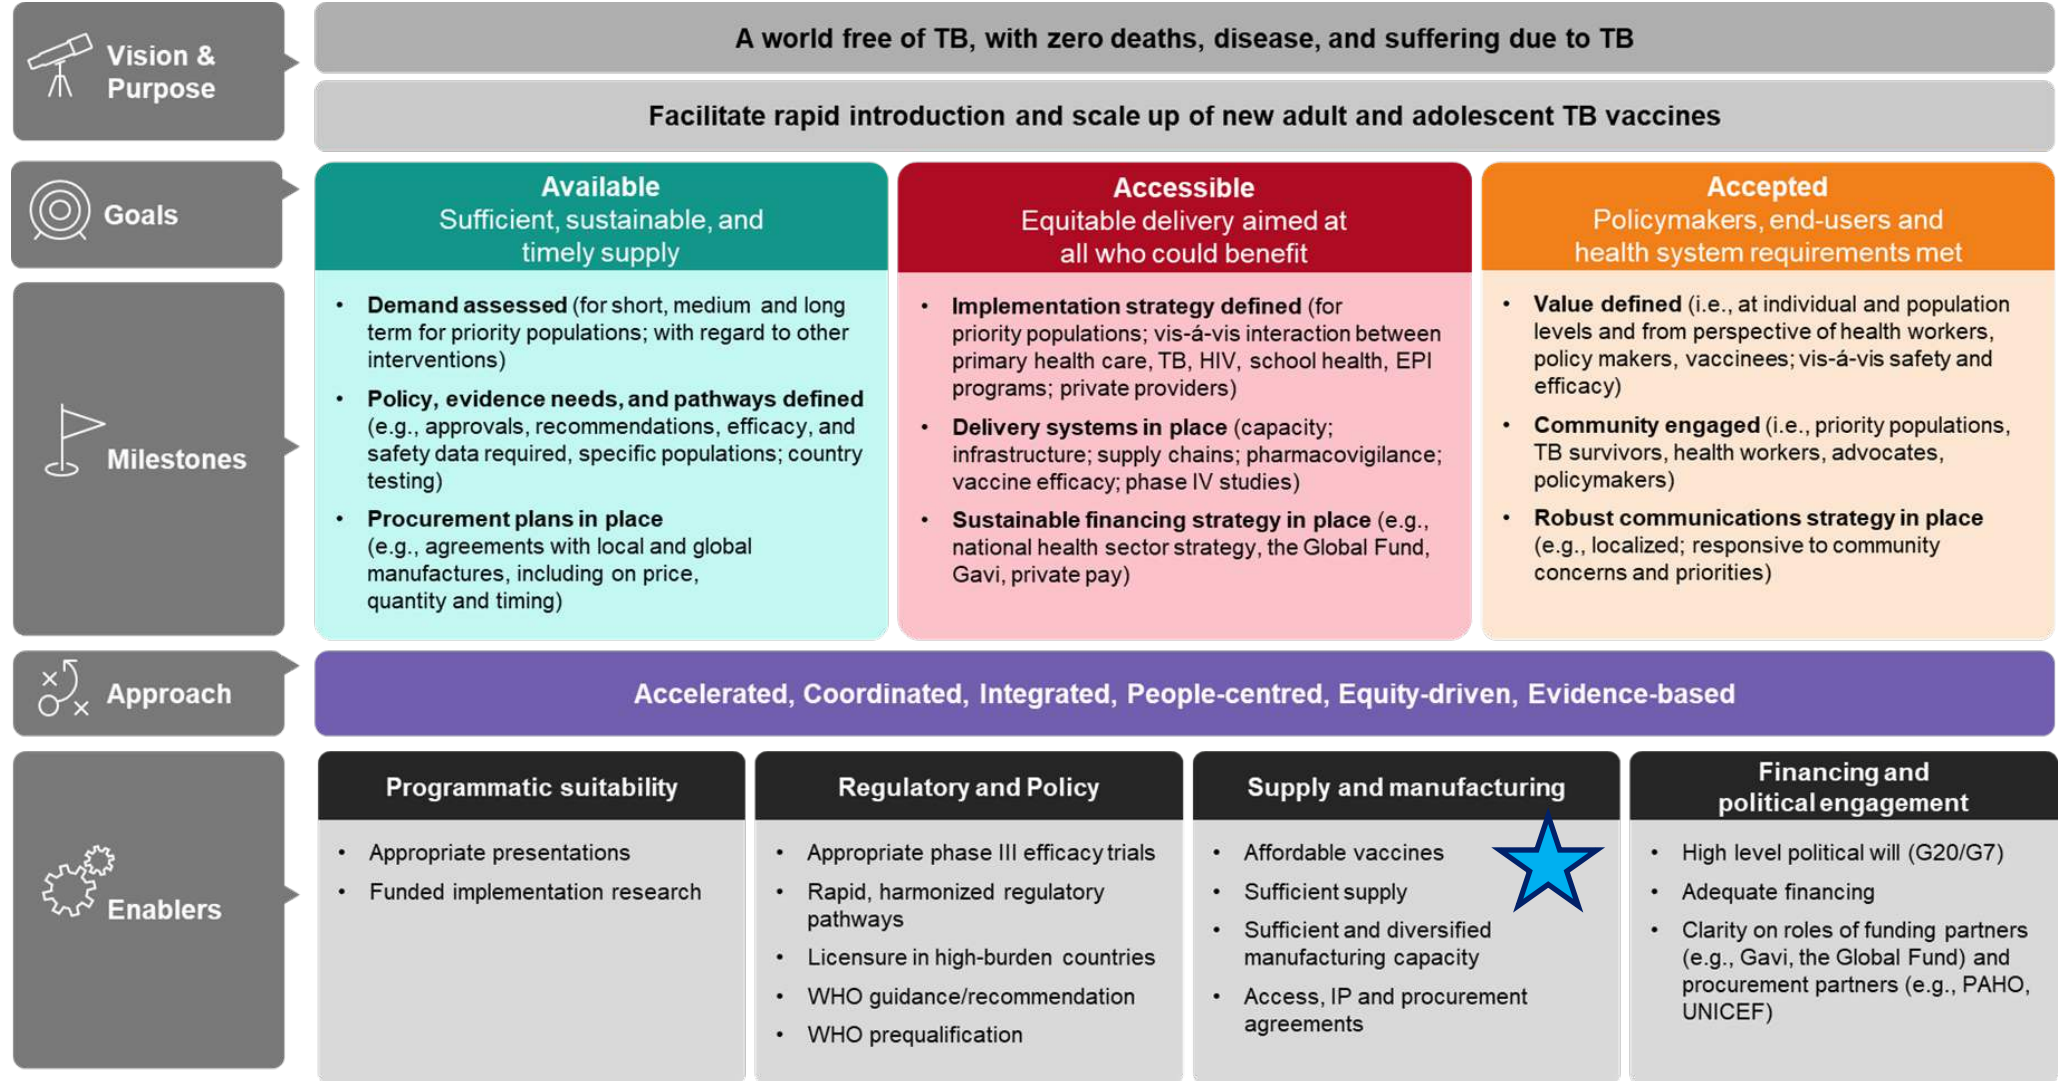 Vision &
Purpose
A world free of TB, with zero deaths, disease, and suffering due to TB
Facilitate rapid introduction and scale up of new adult and adolescent TB vaccines
Goals
Available
Sufficient, sustainable, and
timely supply
Accessible
Equitable delivery aimed at
all who could benefit
Accepted
Policymakers, end-users and
health system requirements met
Milestones
• Demand assessed (for short, medium and long
term for priority populations; with regard to other
interventions)
• Policy, evidence needs, and pathways defined
(e.g., approvals, recommendations, efficacy, and
safety data required, specific populations; country
testing)
• Procurement plans in place
(e.g., agreements with local and global
manufactures, including on price,
quantity and timing)
• Implementation strategy defined (for
priority populations; vis-á-vis interaction between
primary health care, TB, HIV, school health, EPI
programs; private providers)
• Delivery systems in place (capacity;
infrastructure; supply chains; pharmacovigilance;
vaccine efficacy; phase IV studies)
• Sustainable financing strategy in place (e.g.,
national health sector strategy, the Global Fund,
Gavi, private pay)
• Value defined (i.e., at individual and population
levels and from perspective of health workers,
policy makers, vaccinees; vis-á-vis safety and
efficacy)
• Community engaged (i.e., priority populations,
TB survivors, health workers, advocates,
policymakers)
• Robust communications strategy in place
(e.g., localized; responsive to community
concerns and priorities)
Approach
Accelerated, Coordinated, Integrated, People-centred, Equity-driven, Evidence-based
Enablers
Programmatic suitability
• Appropriate presentations
• Funded implementation research
Regulatory and Policy
• Appropriate phase III efficacy trials
• Rapid, harmonized regulatory
pathways
• Licensure in high-burden countries
• WHO guidance/recommendation
• WHO prequalification
Supply and manufacturing
• Affordable vaccines
• Sufficient supply
• Sufficient and diversified
manufacturing capacity
• Access, IP and procurement
agreements
Financing and
political engagement
• High level political will (G20/G7)
• Adequate financing
• Clarity on roles of funding partners
(e.g., Gavi, the Global Fund) and
procurement partners (e.g., PAHO,
UNICEF)